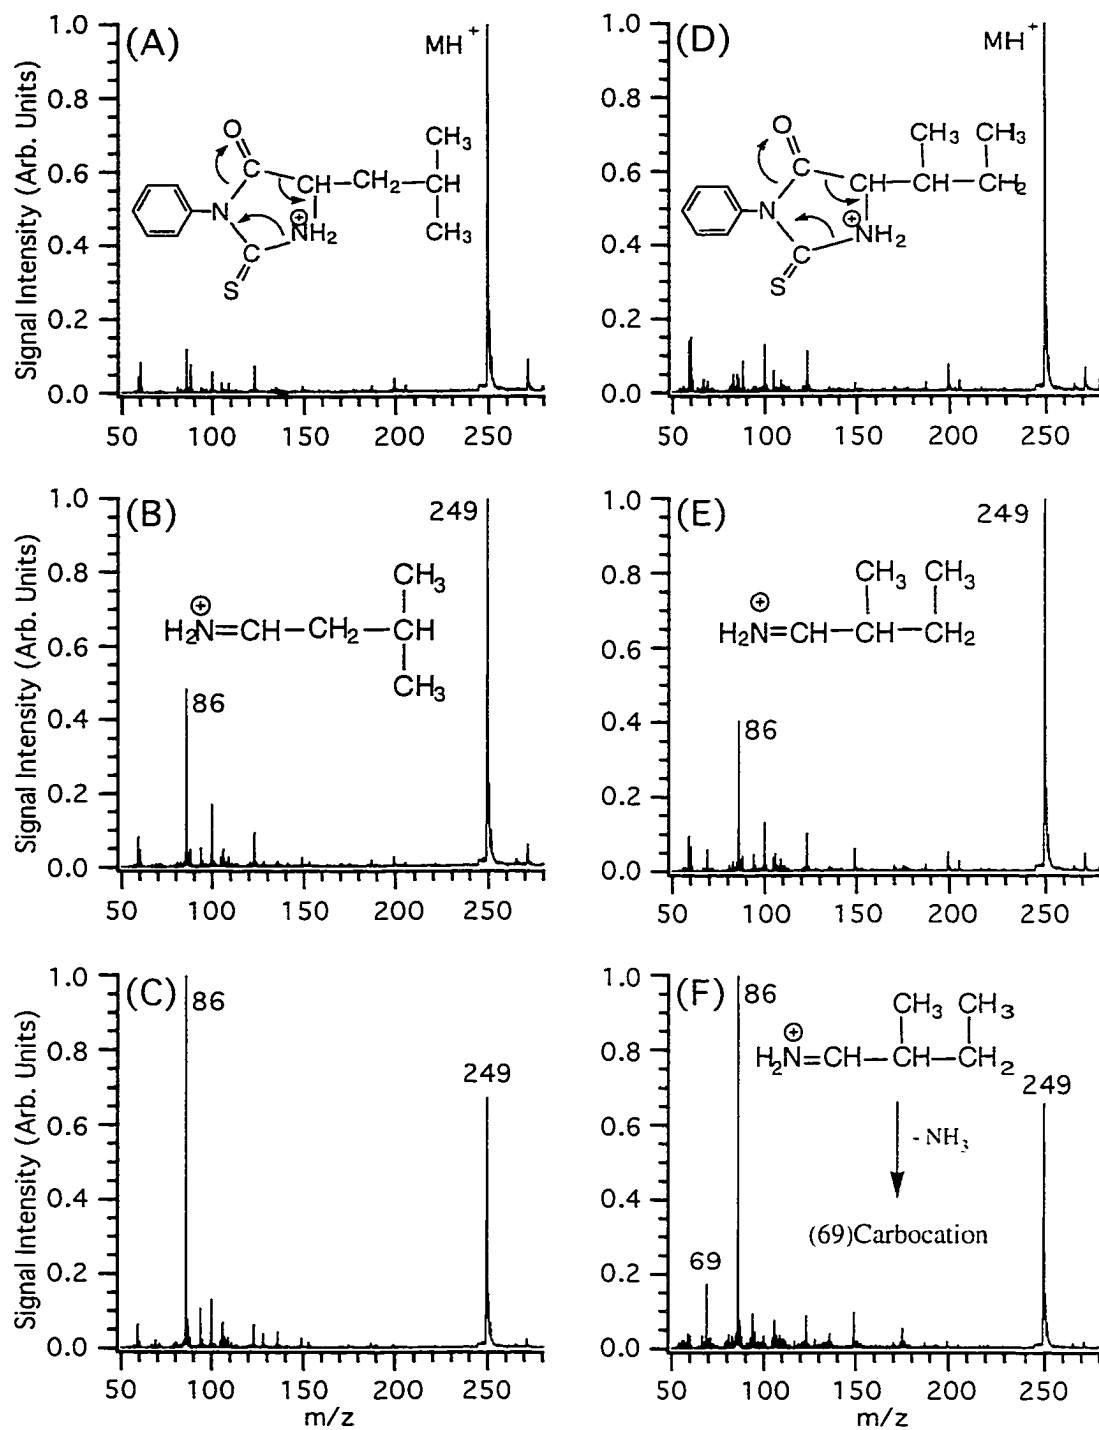 (A)
MH+
O
C
CH
CH2
CH
CH3
CH3
N
NH2
+
C
S
Signal Intensity (Arb. Units)
1.0
0.8
0.6
0.4
0.2
0.0
50 100 150 200 250
(D)
MH+
O
CH3 CH3
C
CH
CH
CH2
N
NH2
+
C
S
1.0
0.8
0.6
0.4
0.2
0.0
50 100 150 200 250
(B)
249
CH3
+
H2N=CH—CH2—CH
CH3
86
Signal Intensity (Arb. Units)
1.0
0.8
0.6
0.4
0.2
0.0
50 100 150 200 250
(E)
249
CH3 CH3
+
H2N=CH—CH—CH2
86
1.0
0.8
0.6
0.4
0.2
0.0
50 100 150 200 250
(C)
86
249
Signal Intensity (Arb. Units)
1.0
0.8
0.6
0.4
0.2
0.0
50 100 150 200 250
m/z
(F)
86
CH3 CH3
+
H2N=CH—CH—CH2
249
- NH3
(69)Carbocation
69
1.0
0.8
0.6
0.4
0.2
0.0
50 100 150 200 250
m/z